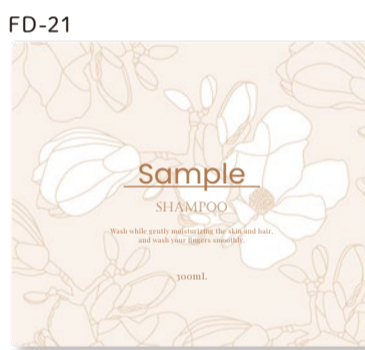 FD-21
Sample
SHAMPOO
Wash while gently moisturizing the skin and hair,
and wash your fingers smoothly.
300mL